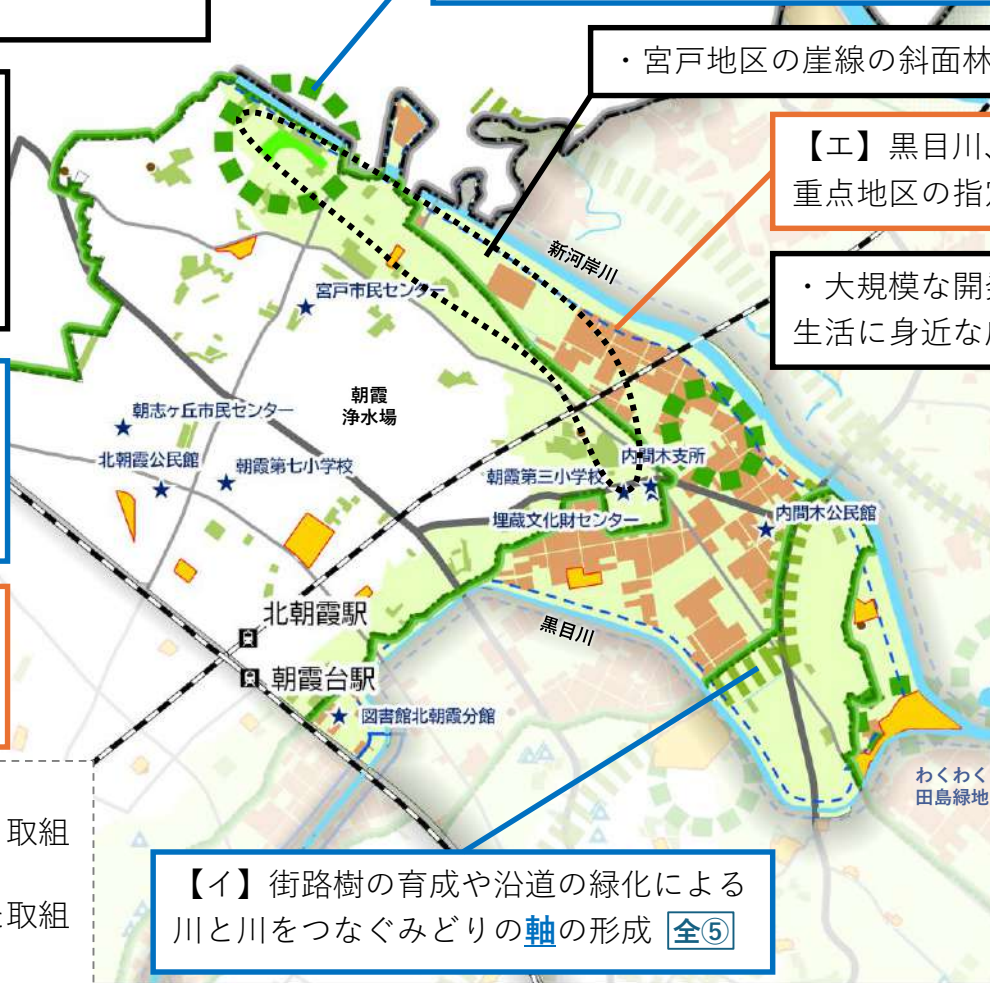 ・宮戸地区の崖線の斜面林
【エ】黒目川、
重点地区の指定
・大規模な開発
生活に身近な
新河岸川
宮戸市民センター
朝霞
浄水場
朝志ヶ丘市民センター
北朝霞公民館
朝霞第七小学校
内間木支所
朝霞第三小学校
埋蔵文化財センター
内間木公民館
北朝霞駅
黒目川
朝霞台駅
図書館北朝霞分館
わくわく
田島緑地
取組
取組
【イ】街路樹の育成や沿道の緑化による
川と川をつなぐみどりの軸の形成 全⑤